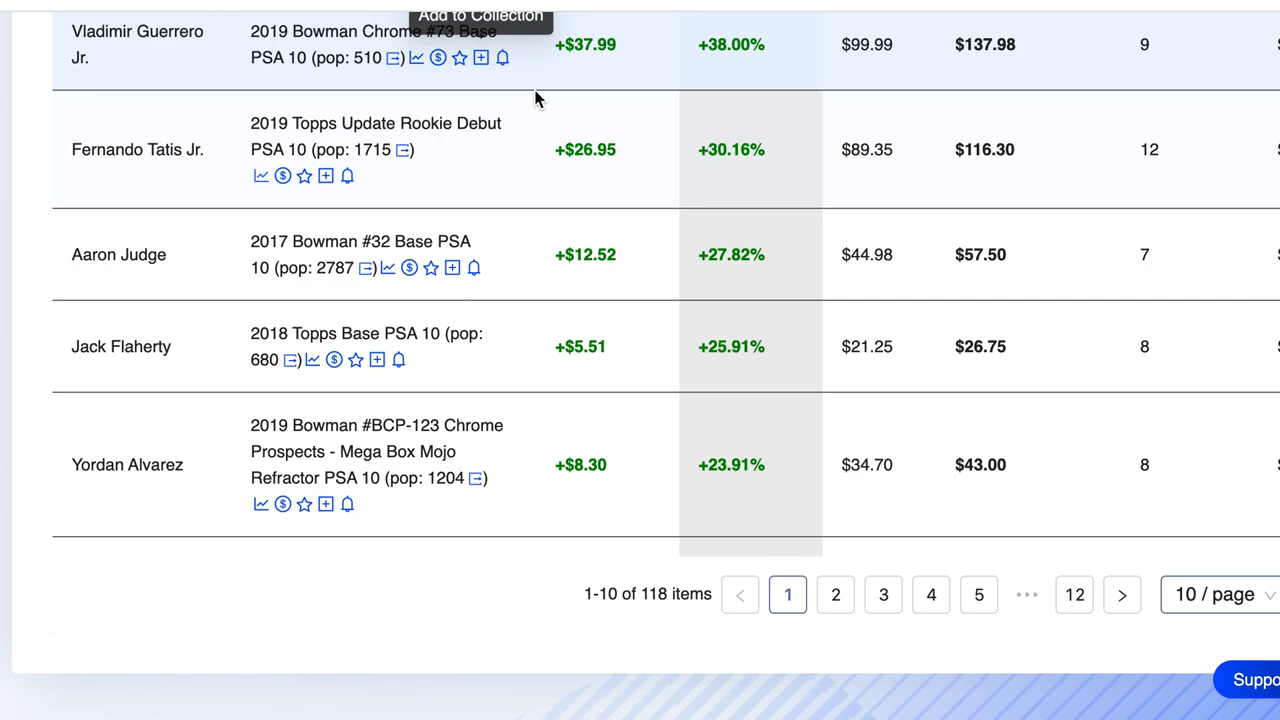 Add to Collection
Vladimir Guerrero
Jr.
2019 Bowman Chrome #73 Base
PSA 10 (pop: 510 )
+$37.99
+38.00%
$99.99
$137.98
9
Fernando Tatis Jr.
2019 Topps Update Rookie Debut
PSA 10 (pop: 1715 )
+$26.95
+30.16%
$89.35
$116.30
12
Aaron Judge
2017 Bowman #32 Base PSA
10 (pop: 2787 )
+$12.52
+27.82%
$44.98
$57.50
7
Jack Flaherty
2018 Topps Base PSA 10 (pop:
680 )
+$5.51
+25.91%
$21.25
$26.75
8
Yordan Alvarez
2019 Bowman #BCP-123 Chrome
Prospects - Mega Box Mojo
Refractor PSA 10 (pop: 1204 )
+$8.30
+23.91%
$34.70
$43.00
8
1-10 of 118 items < 1 2 3 4 5 ••• 12 > 10 / page
Suppo